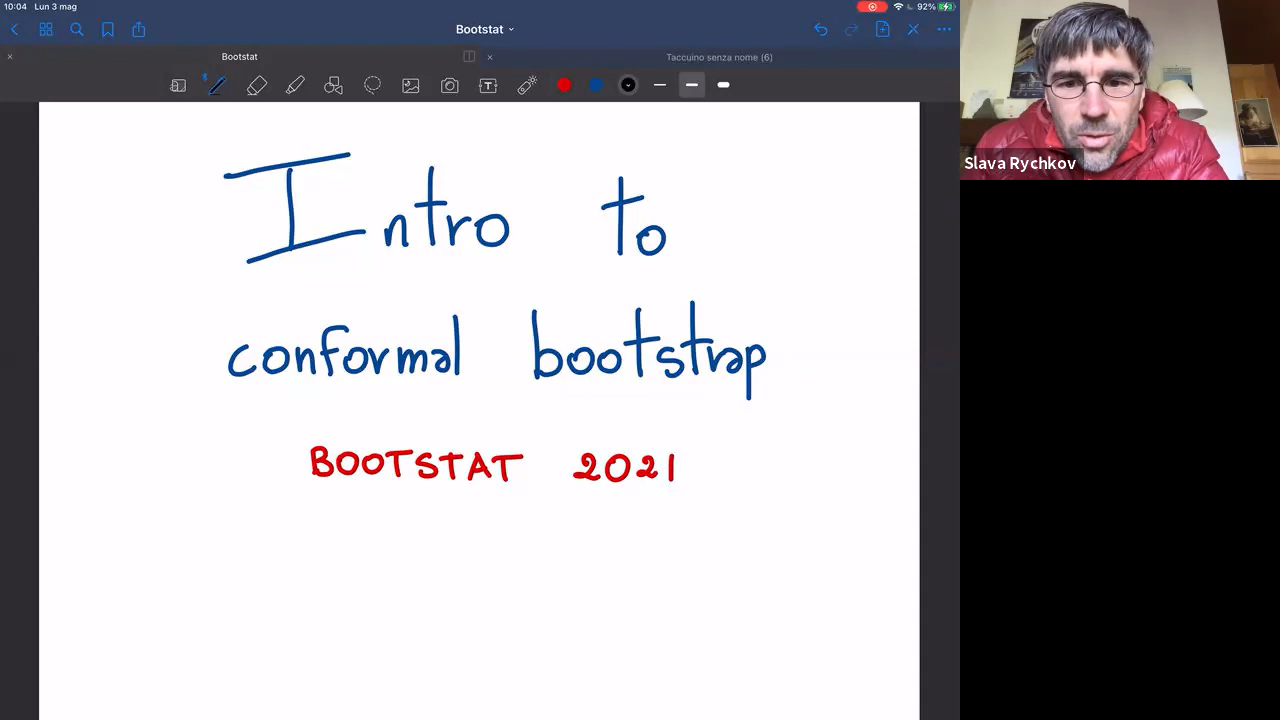 10:04 Lun 3 mag
92%
Bootstat
Bootstat
Taccuino senza nome (6)
Intro to
conformal bootstrap
BOOTSTAT 2021
Slava Rychkov